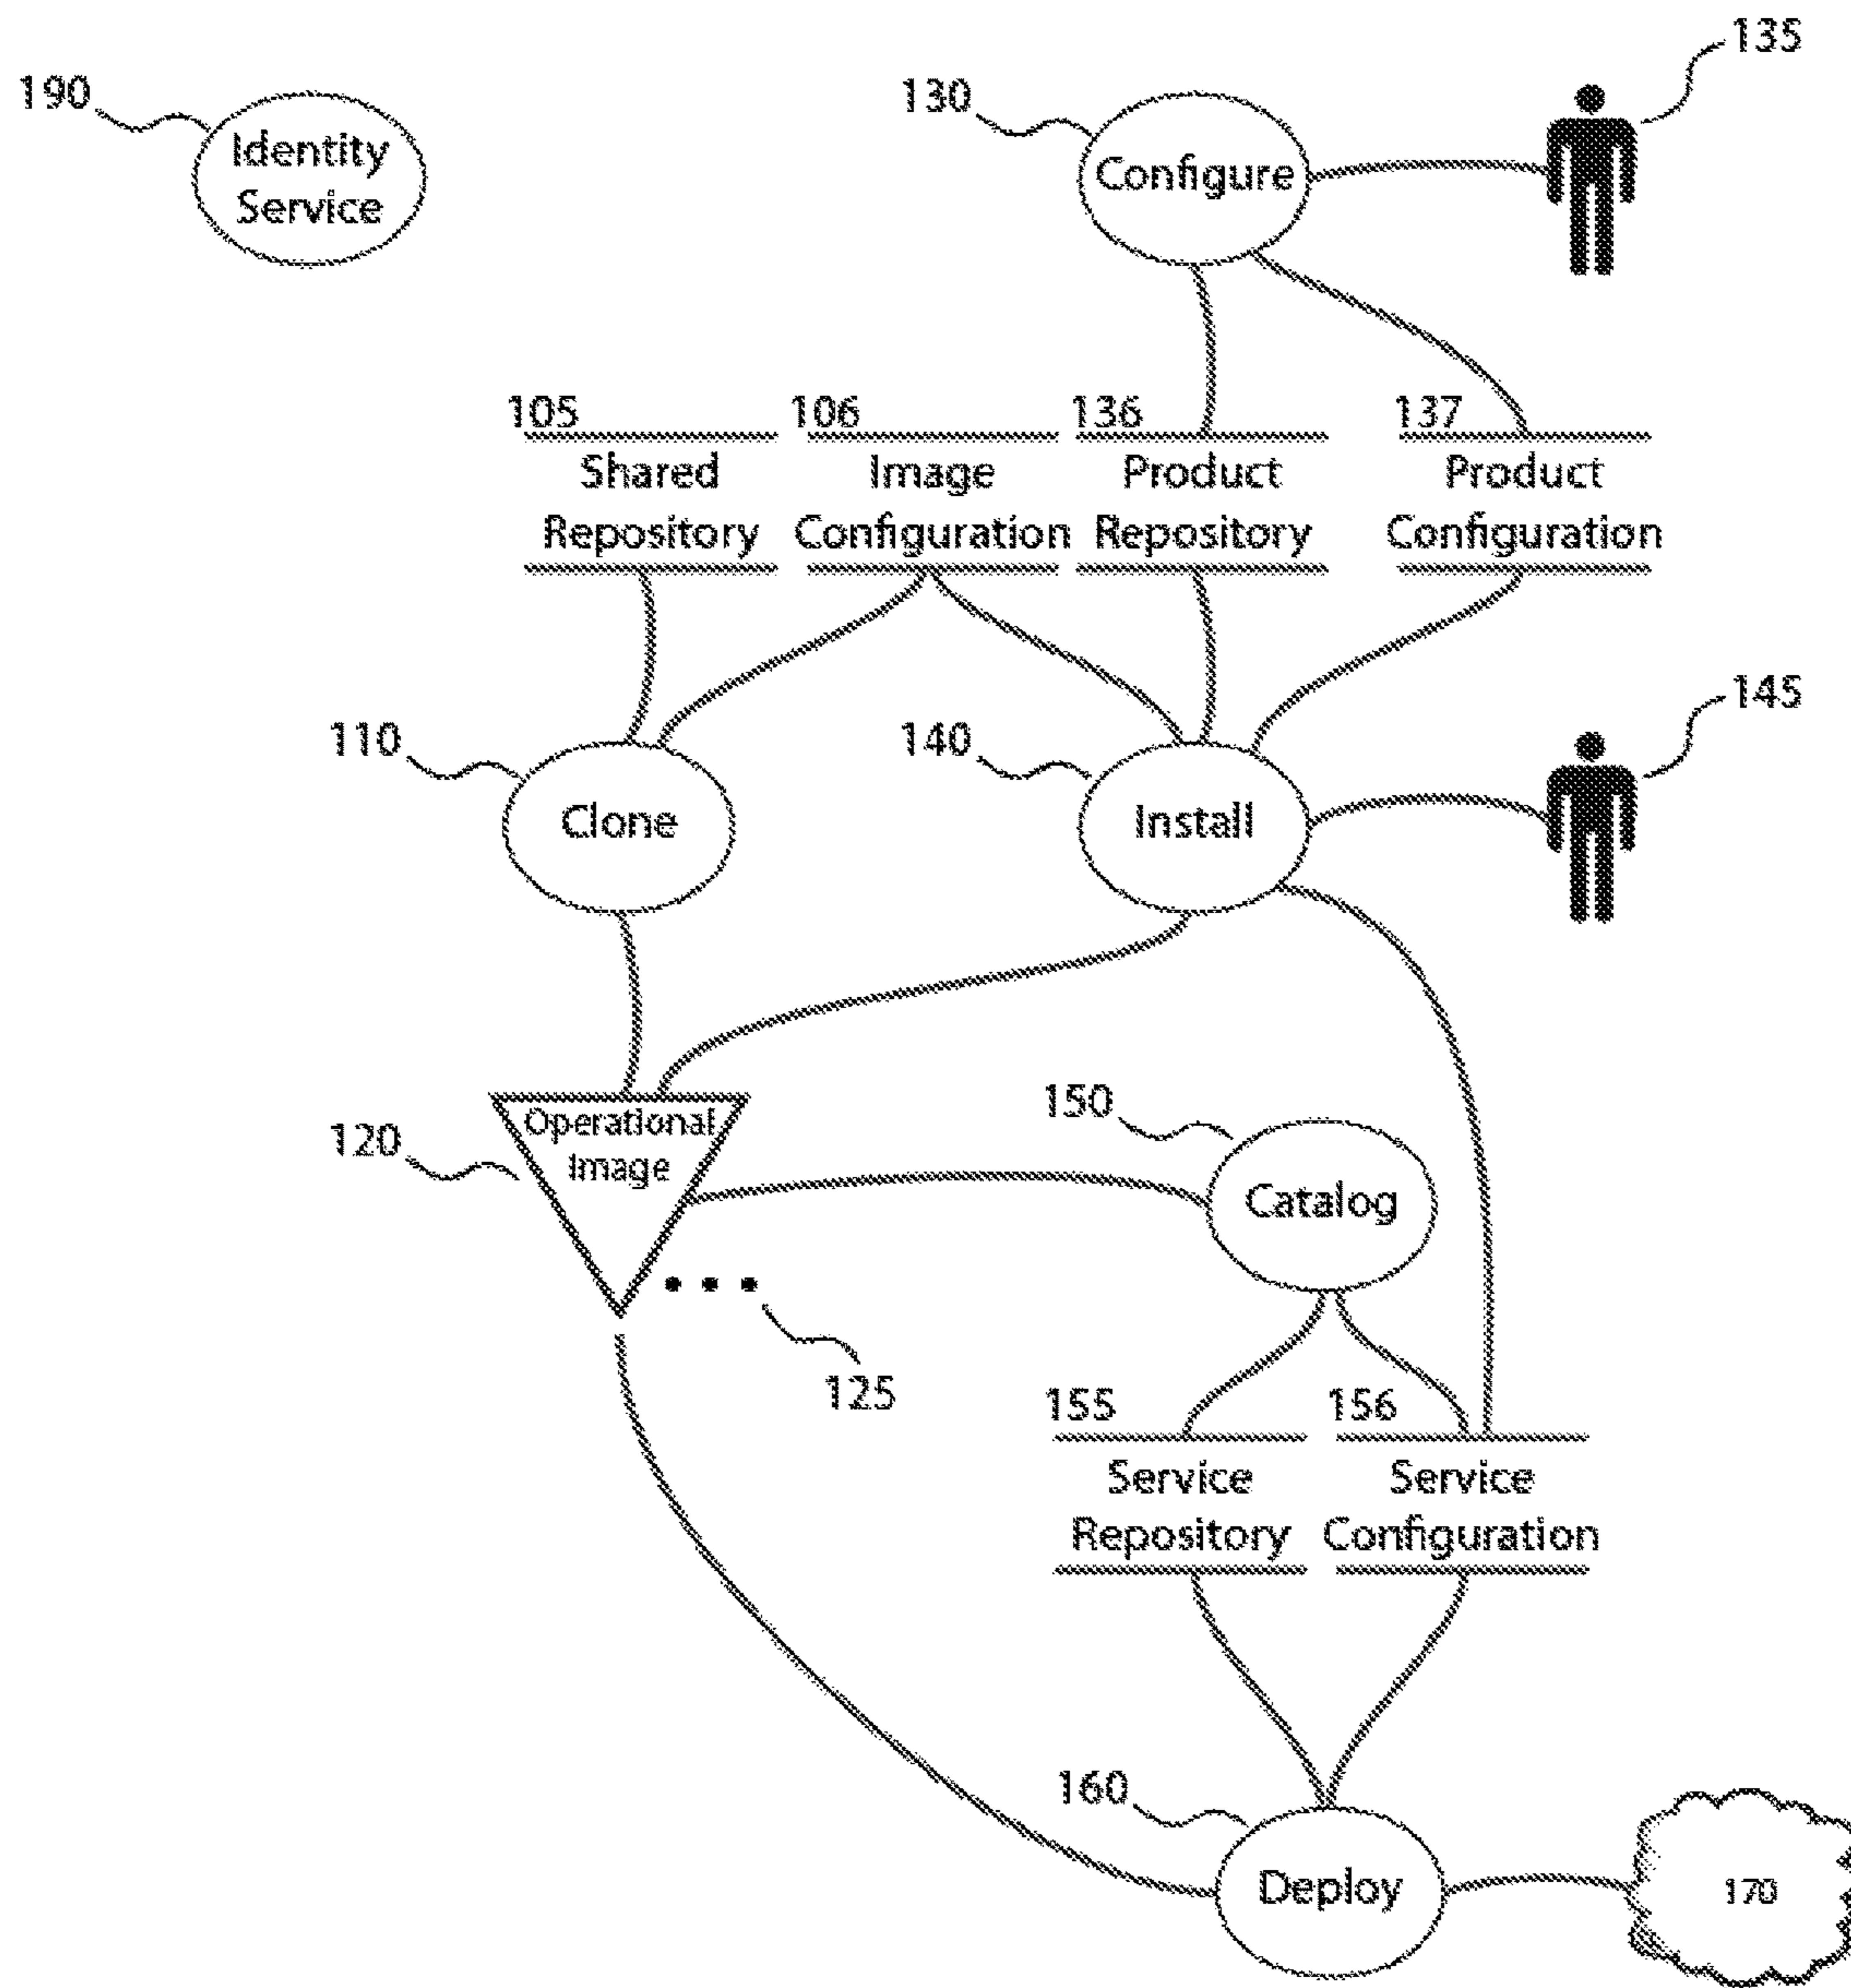 135
190
130
Identity
Service
Configure
105
106
136
137
Shared
Repository
Image
Configuration
Product
Repository
Product
Configuration
145
110
140
Clone
Install
Operational
Image
120
150
Catalog
125
155
156
Service
Repository
Service
Configuration
160
Deploy
170